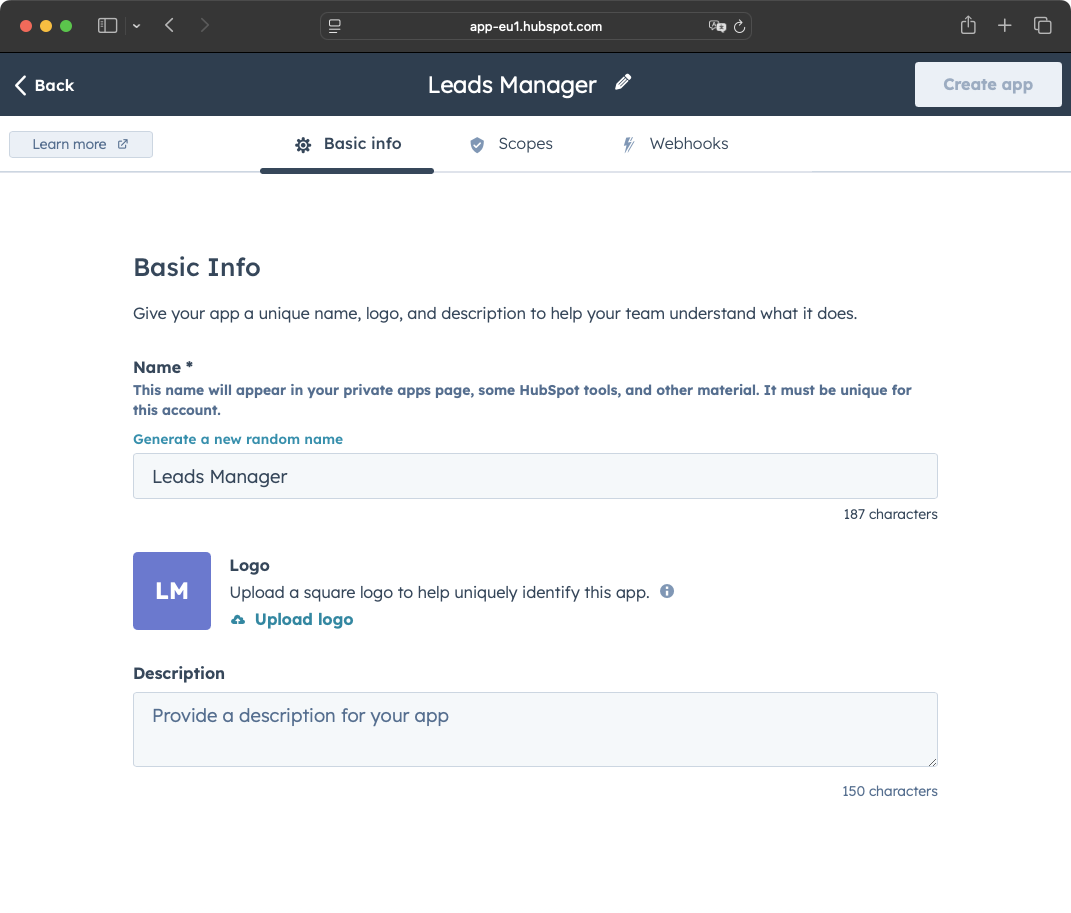 app-eu1.hubspot.com
Back
Leads Manager
Create app
Learn more
Basic info
Scopes
Webhooks
Basic Info
Give your app a unique name, logo, and description to help your team understand what it does.
Name *
This name will appear in your private apps page, some HubSpot tools, and other material. It must be unique for
this account.
Generate a new random name
Leads Manager
187 characters
LM
Logo
Upload a square logo to help uniquely identify this app.
Upload logo
Description
Provide a description for your app
150 characters